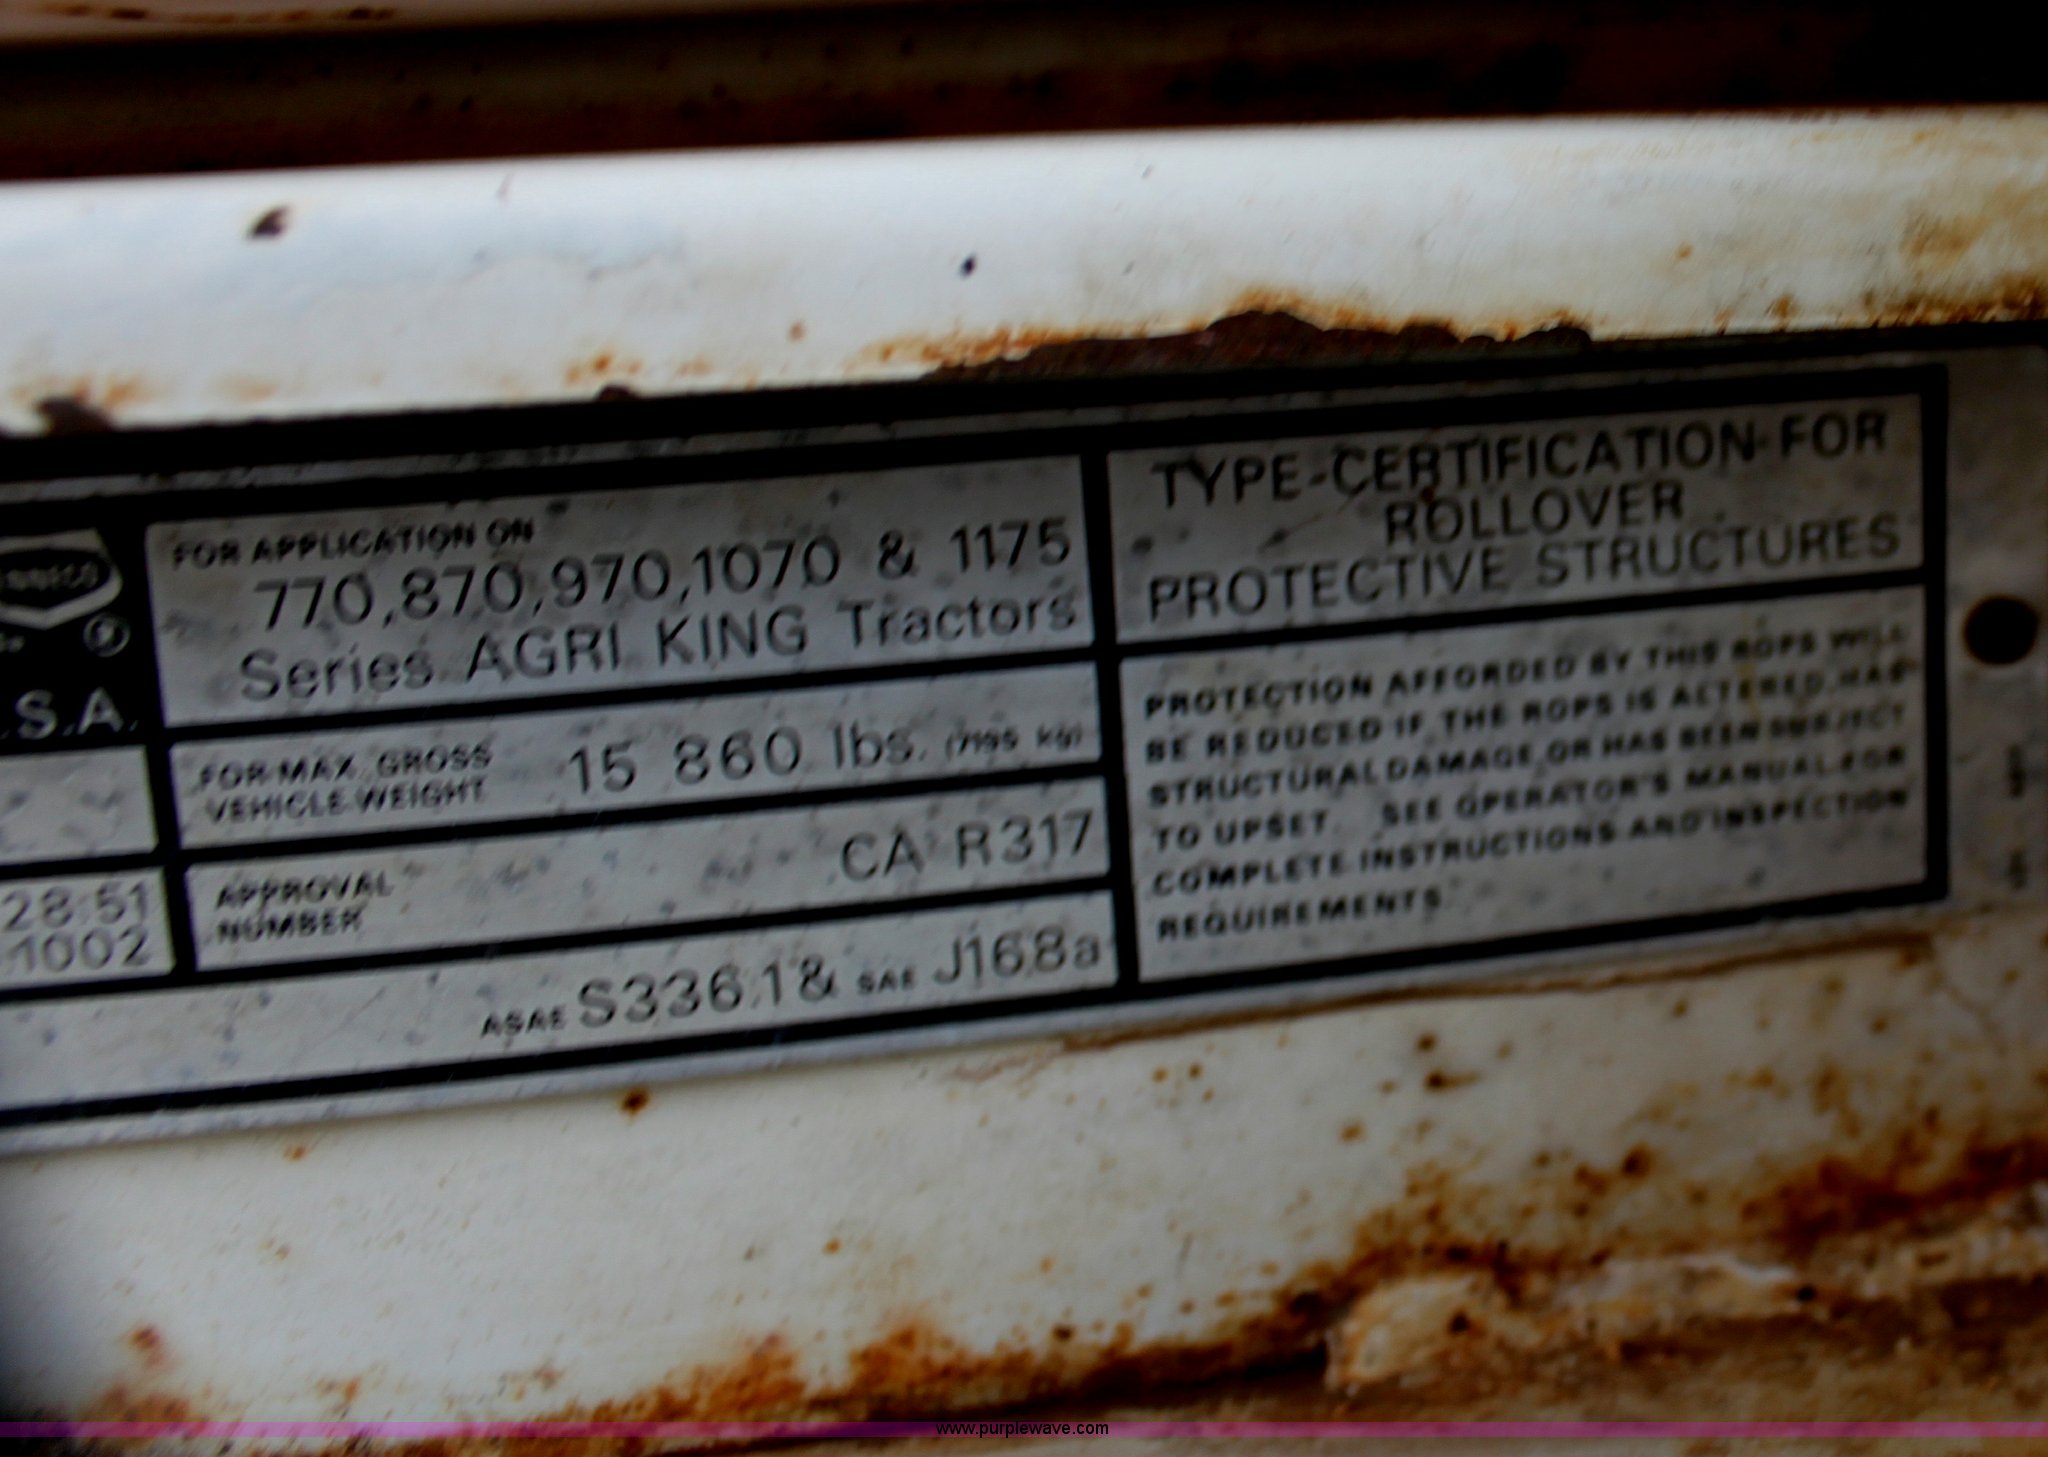 FOR APPLICATION ON
770,870,970,1070 & 1175
Series AGRI KING Tractors
.S.A.
FOR MAX. GROSS
VEHICLE WEIGHT
15 860 lbs. (7195 kg)
28:51
1002
APPROVAL
NUMBER
CA R317
ASAE S336.1 & SAE J168a
TYPE-CERTIFICATION FOR
ROLLOVER
PROTECTIVE STRUCTURES
PROTECTION AFFORDED BY THIS ROPS WILL
BE REDUCED IF THE ROPS IS ALTERED, HAS
STRUCTURAL DAMAGE, OR HAS BEEN SUBJECT
TO UPSET. SEE OPERATOR'S MANUAL FOR
COMPLETE INSTRUCTIONS AND INSPECTION
REQUIREMENTS.
www.purplewave.com